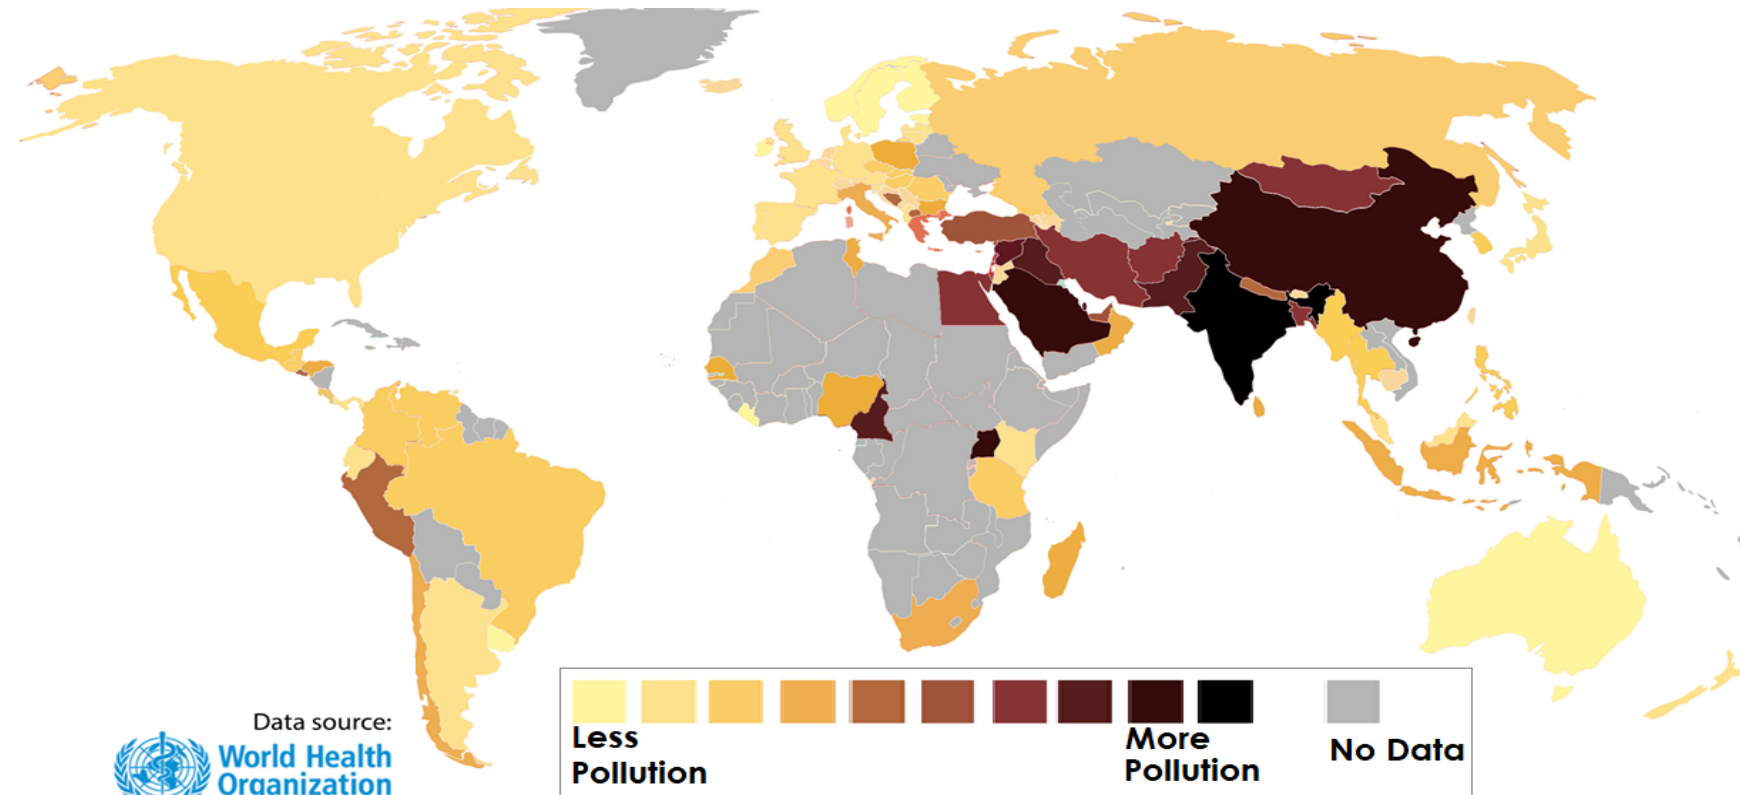 Data source:
World Health
Organization
Less
Pollution
More
Pollution
No Data